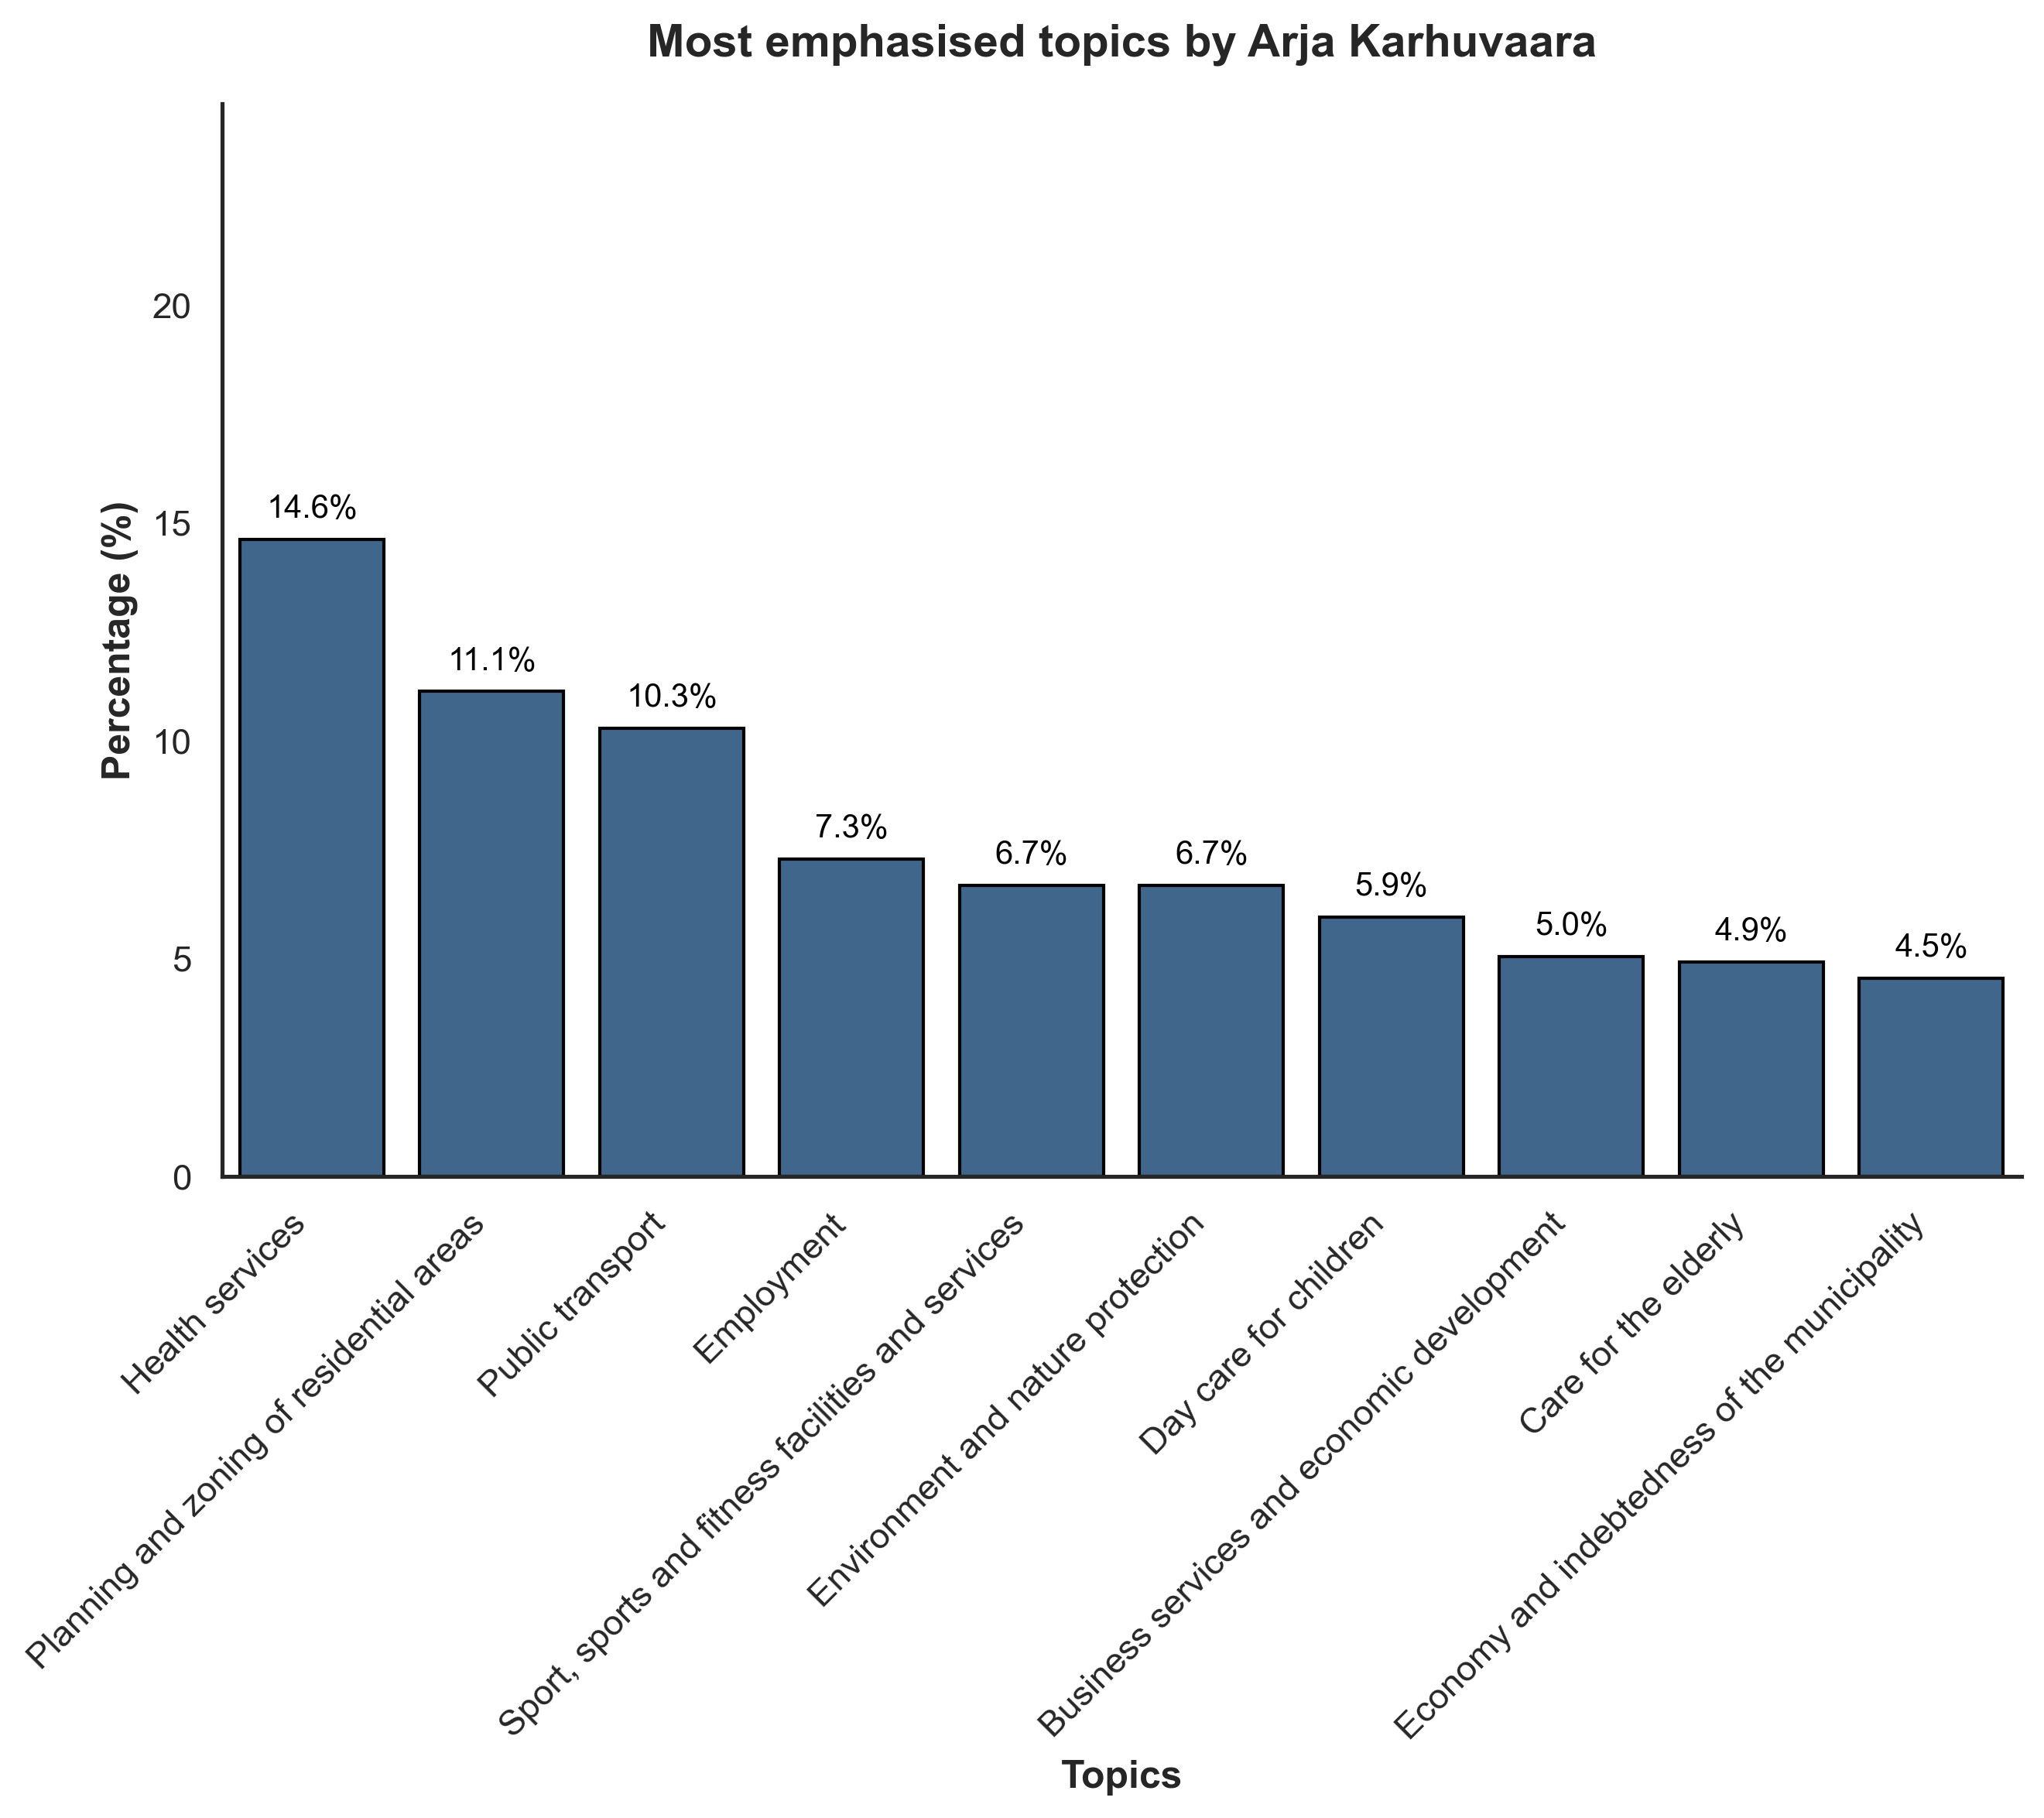 Most emphasised topics by Arja Karhuvaara
Percentage (%)
20
15
10
5
0
14.6%
11.1%
10.3%
7.3%
6.7%
6.7%
5.9%
5.0%
4.9%
4.5%
Health services
Planning and zoning of residential areas
Public transport
Employment
Sport, sports and fitness facilities and services
Environment and nature protection
Day care for children
Business services and economic development
Care for the elderly
Economy and indebtedness of the municipality
Topics